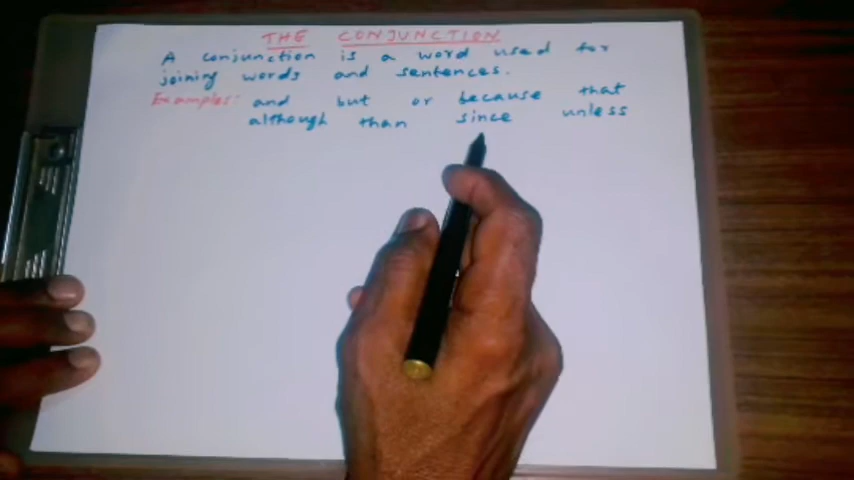 THE CONJUNCTION
A conjunction is a word used for
joining words and sentences.
Examples: and but or because that
although than since unless